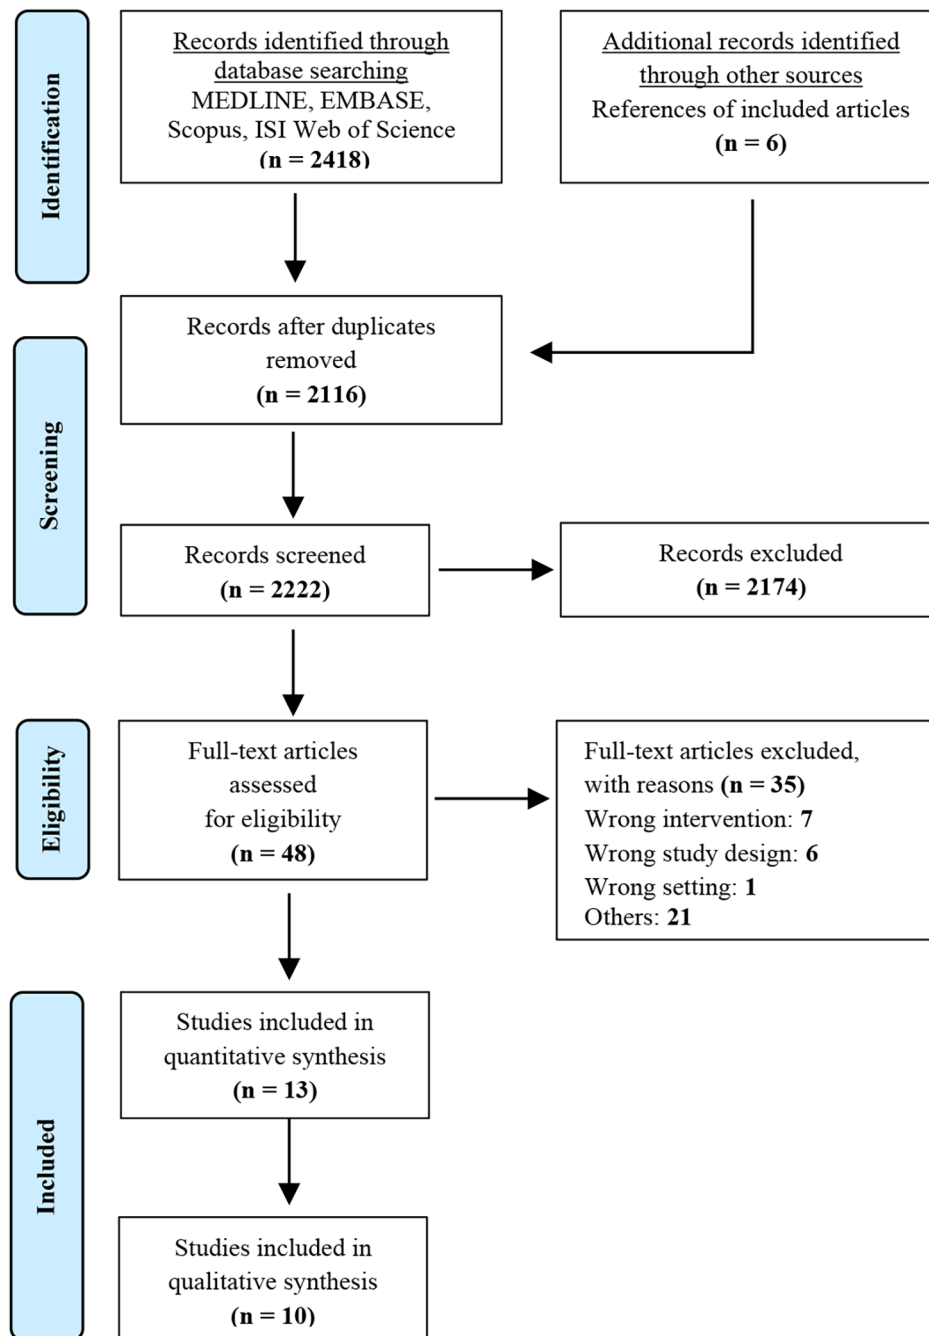 Identification
Records identified through
database searching
MEDLINE, EMBASE,
Scopus, ISI Web of Science
(n = 2418)
Additional records identified
through other sources
References of included articles
(n = 6)
Screening
Records after duplicates
removed
(n = 2116)
Records screened
(n = 2222)
Records excluded
(n = 2174)
Eligibility
Full-text articles
assessed
for eligibility
(n = 48)
Full-text articles excluded,
with reasons (n = 35)
Wrong intervention: 7
Wrong study design: 6
Wrong setting: 1
Others: 21
Included
Studies included in
quantitative synthesis
(n = 13)
Studies included in
qualitative synthesis
(n = 10)